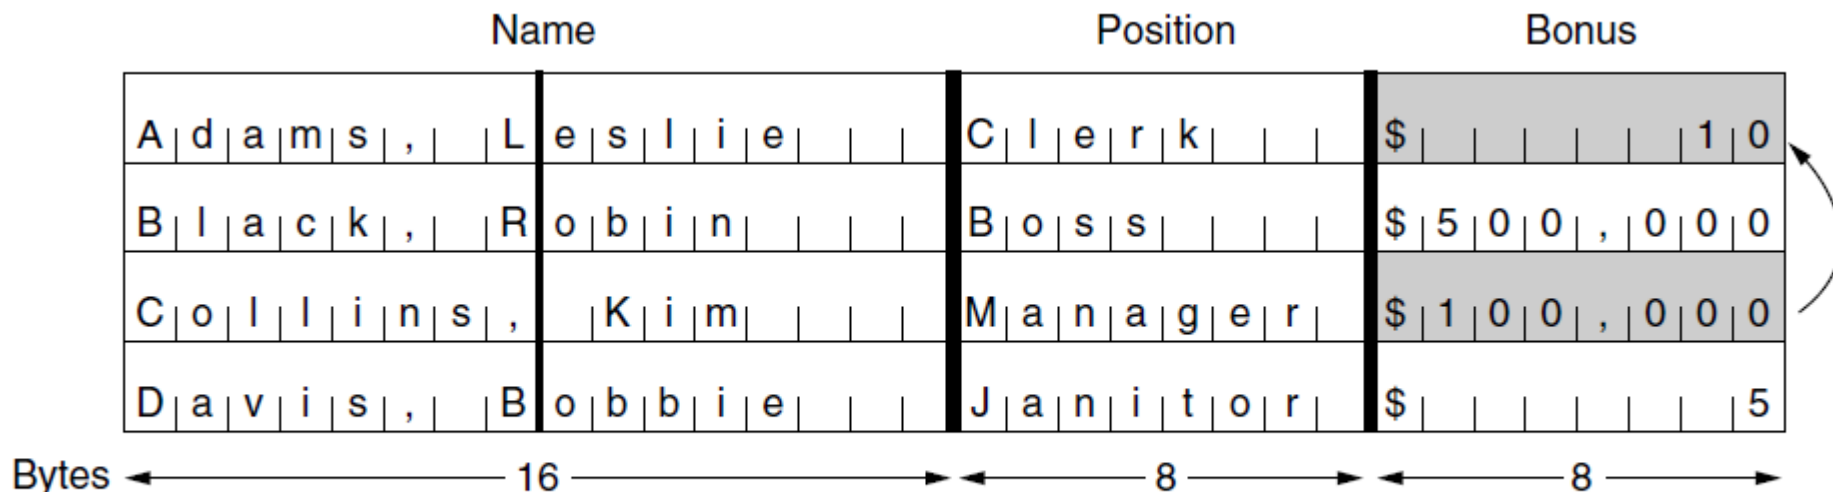 Name Position Bonus
Adams, Leslie Clerk $ 10
Black, Robin Boss $500,000
Collins, Kim Manager $100,000
Davis, Bobbie Janitor $ 5
Bytes 16 8 8